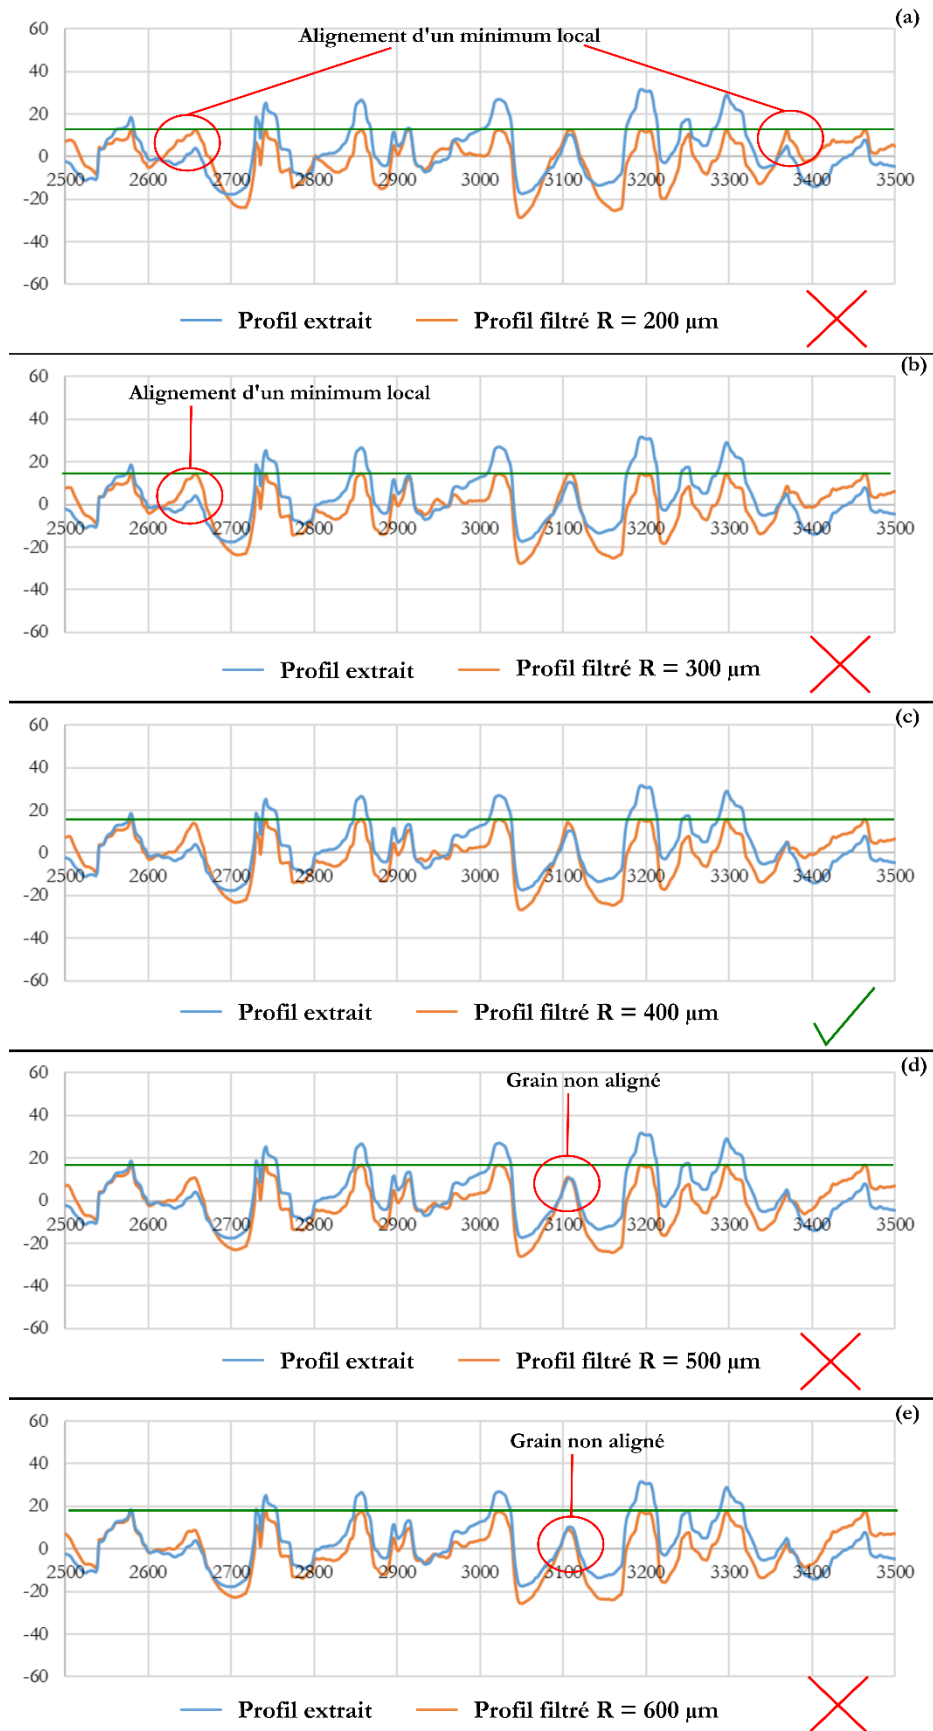 (a)
Alignement d'un minimum local
60
40
20
0
-20
-40
-60
2500 2600 2700 2800 2900 3000 3100 3200 3300 3400 3500
Profil extrait Profil filtré R = 200 µm
(b)
Alignement d'un minimum local
60
40
20
0
-20
-40
-60
2500 2600 2700 2800 2900 3000 3100 3200 3300 3400 3500
Profil extrait Profil filtré R = 300 µm
(c)
60
40
20
0
-20
-40
-60
2500 2600 2700 2800 2900 3000 3100 3200 3300 3400 3500
Profil extrait Profil filtré R = 400 µm
(d)
Grain non aligné
60
40
20
0
-20
-40
-60
2500 2600 2700 2800 2900 3000 3100 3200 3300 3400 3500
Profil extrait Profil filtré R = 500 µm
(e)
Grain non aligné
60
40
20
0
-20
-40
-60
2500 2600 2700 2800 2900 3000 3100 3200 3300 3400 3500
Profil extrait Profil filtré R = 600 µm